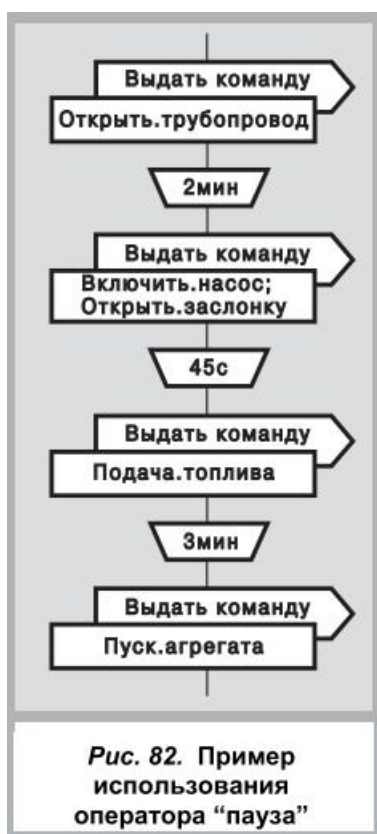 Выдать команду
Открыть.трубопровод
2мин
Выдать команду
Включить.насос;
Открыть.заслонку
45с
Выдать команду
Подача.топлива
3мин
Выдать команду
Пуск.агрегата
Рис. 82. Пример
использования
оператора “пауза”